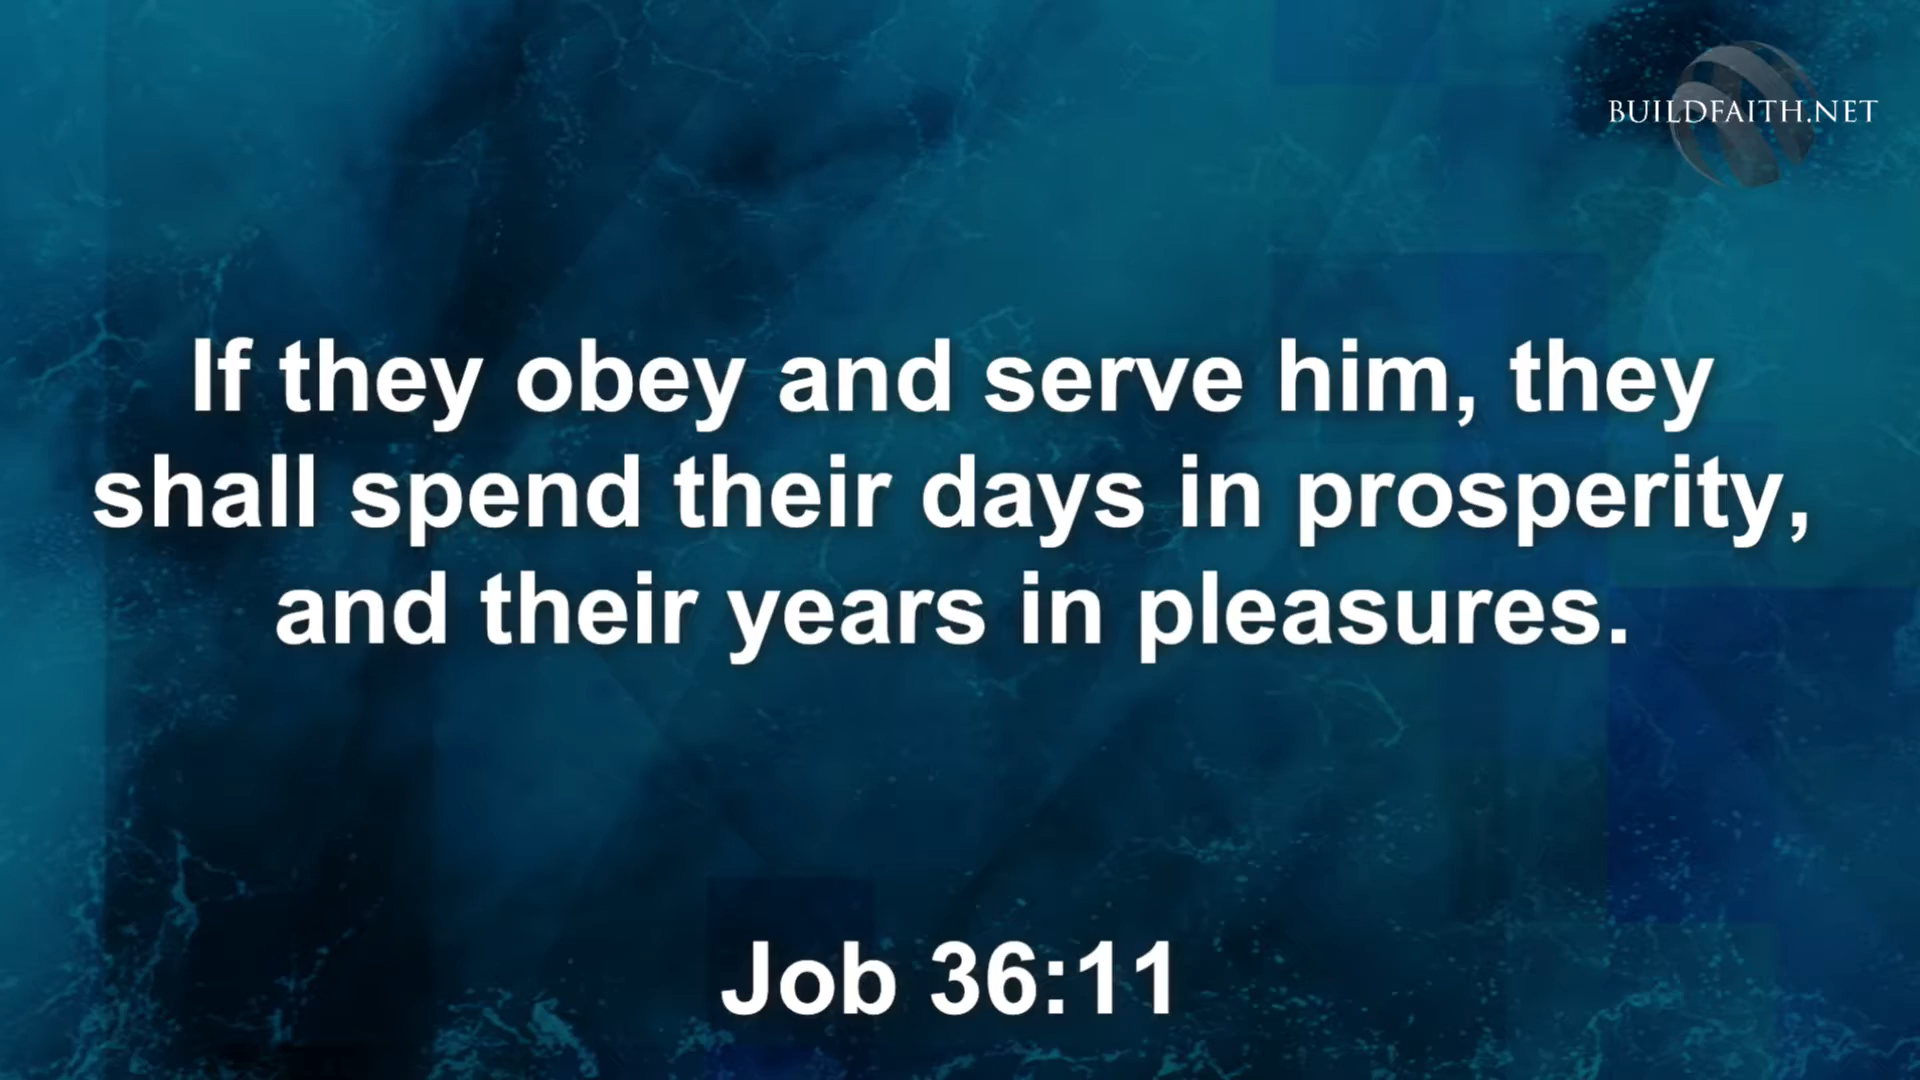 BUILDFAITH.NET
If they obey and serve him, they
shall spend their days in prosperity,
and their years in pleasures.
Job 36:11